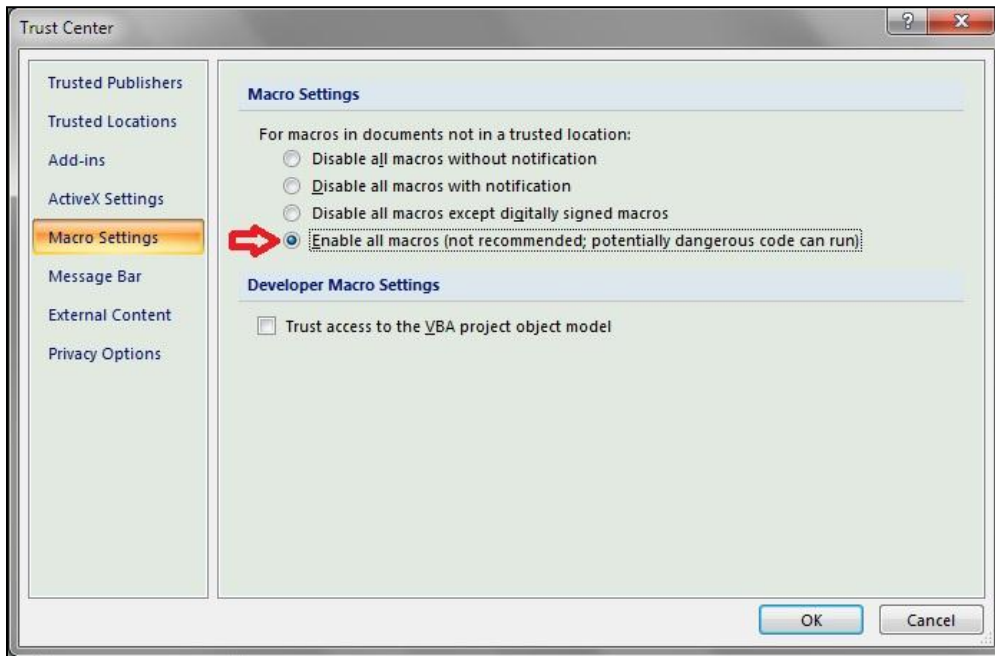 Trust Center
Trusted Publishers
Trusted Locations
Add-ins
ActiveX Settings
Macro Settings
Message Bar
External Content
Privacy Options
Macro Settings
For macros in documents not in a trusted location:
Disable all macros without notification
Disable all macros with notification
Disable all macros except digitally signed macros
Enable all macros (not recommended; potentially dangerous code can run)
Developer Macro Settings
Trust access to the VBA project object model
OK
Cancel